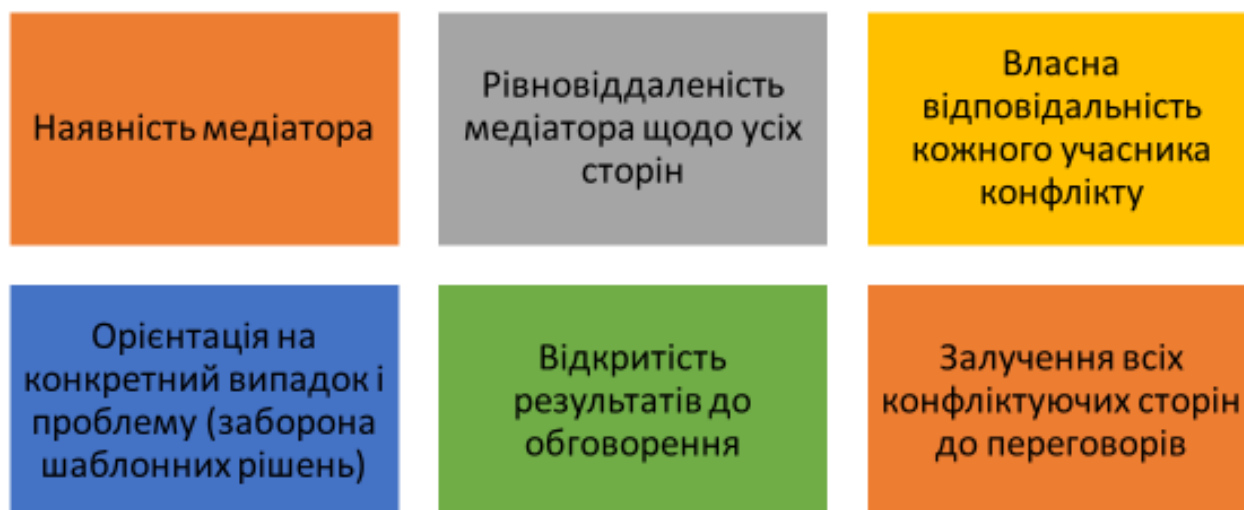 Наявність медіатора
Рівновіддаленість
медіатора щодо усіх
сторін
Власна
відповідальність
кожного учасника
конфлікту
Орієнтація на
конкретний випадок і
проблему (заборона
шаблонних рішень)
Відкритість
результатів до
обговорення
Залучення всіх
конфліктуючих сторін
до переговорів